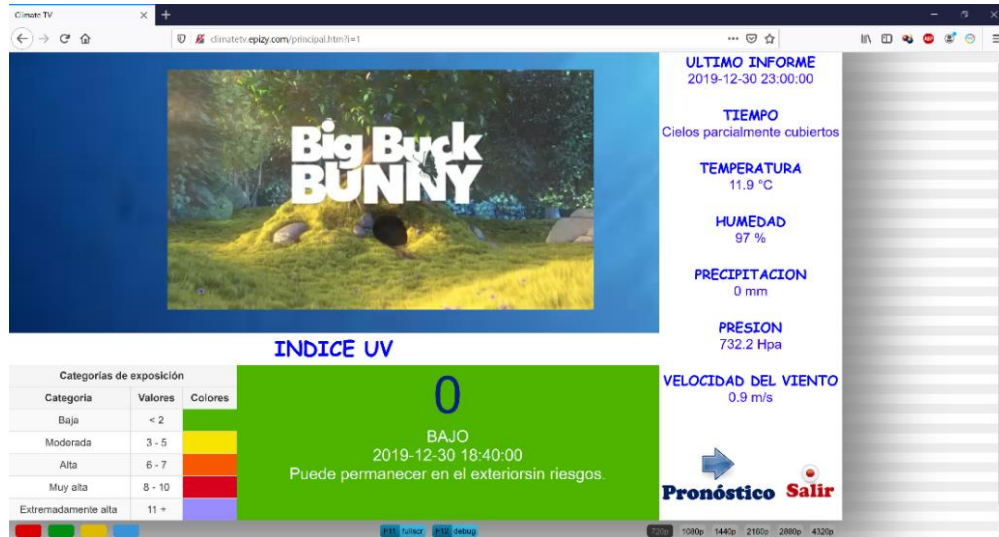 Climate TV
climatetv.epizy.com/principal.htm?i=1
Big Buck
BUNNY
ULTIMO INFORME
2019-12-30 23:00:00
TIEMPO
Cielos parcialmente cubiertos
TEMPERATURA
11.9 °C
HUMEDAD
97 %
PRECIPITACION
0 mm
PRESION
732.2 Hpa
VELOCIDAD DEL VIENTO
0.9 m/s
Pronóstico Salir
INDICE UV
Categorías de exposición
Categoria Valores Colores
Baja < 2
Moderada 3 - 5
Alta 6 - 7
Muy alta 8 - 10
Extremadamente alta 11 +
0
BAJO
2019-12-30 18:40:00
Puede permanecer en el exteriorsin riesgos.
F11 fullscr F12 debug
720p 1080p 1440p 2160p 2880p 4320p